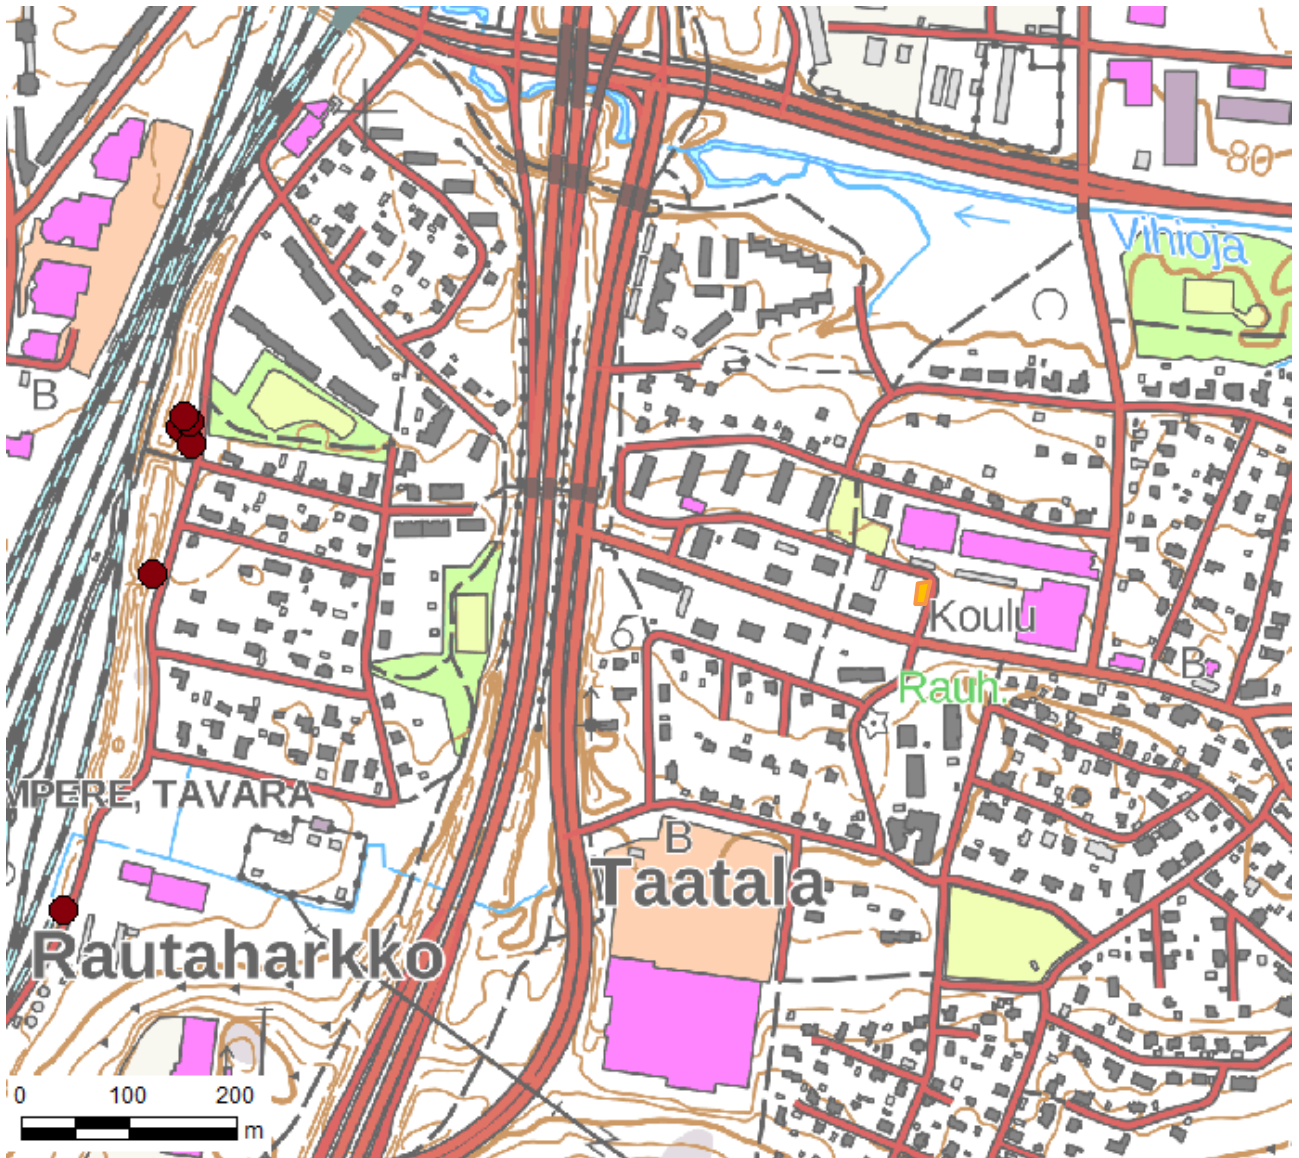 80
Vihioja
B
Koulu
B
Rauh.
MPERE, TAVARA
B
Taatala
Rautaharkko
0 100 200
m